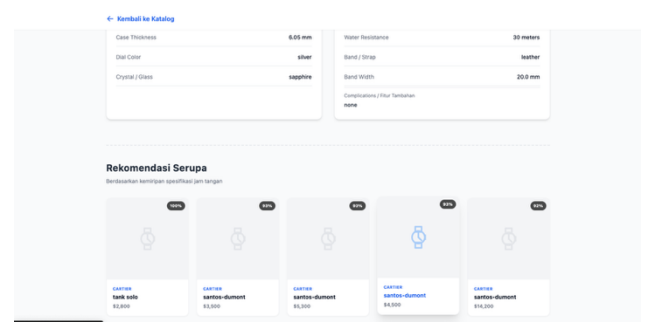 ← Kembali ke Katalog
Case Thickness 6.05 mm
Dial Color silver
Crystal / Glass sapphire
Water Resistance 30 meters
Band / Strap leather
Band Width 20.0 mm
Complications / Fitur Tambahan
none
Rekomendasi Serupa
Berdasarkan kemiripan spesifikasi jam tangan
100%
93%
93%
93%
93%
CARTIER
tank solo
$2,800
CARTIER
santos-dumont
$3,500
CARTIER
santos-dumont
$5,300
CARTIER
santos-dumont
$4,500
CARTIER
santos-dumont
$14,200